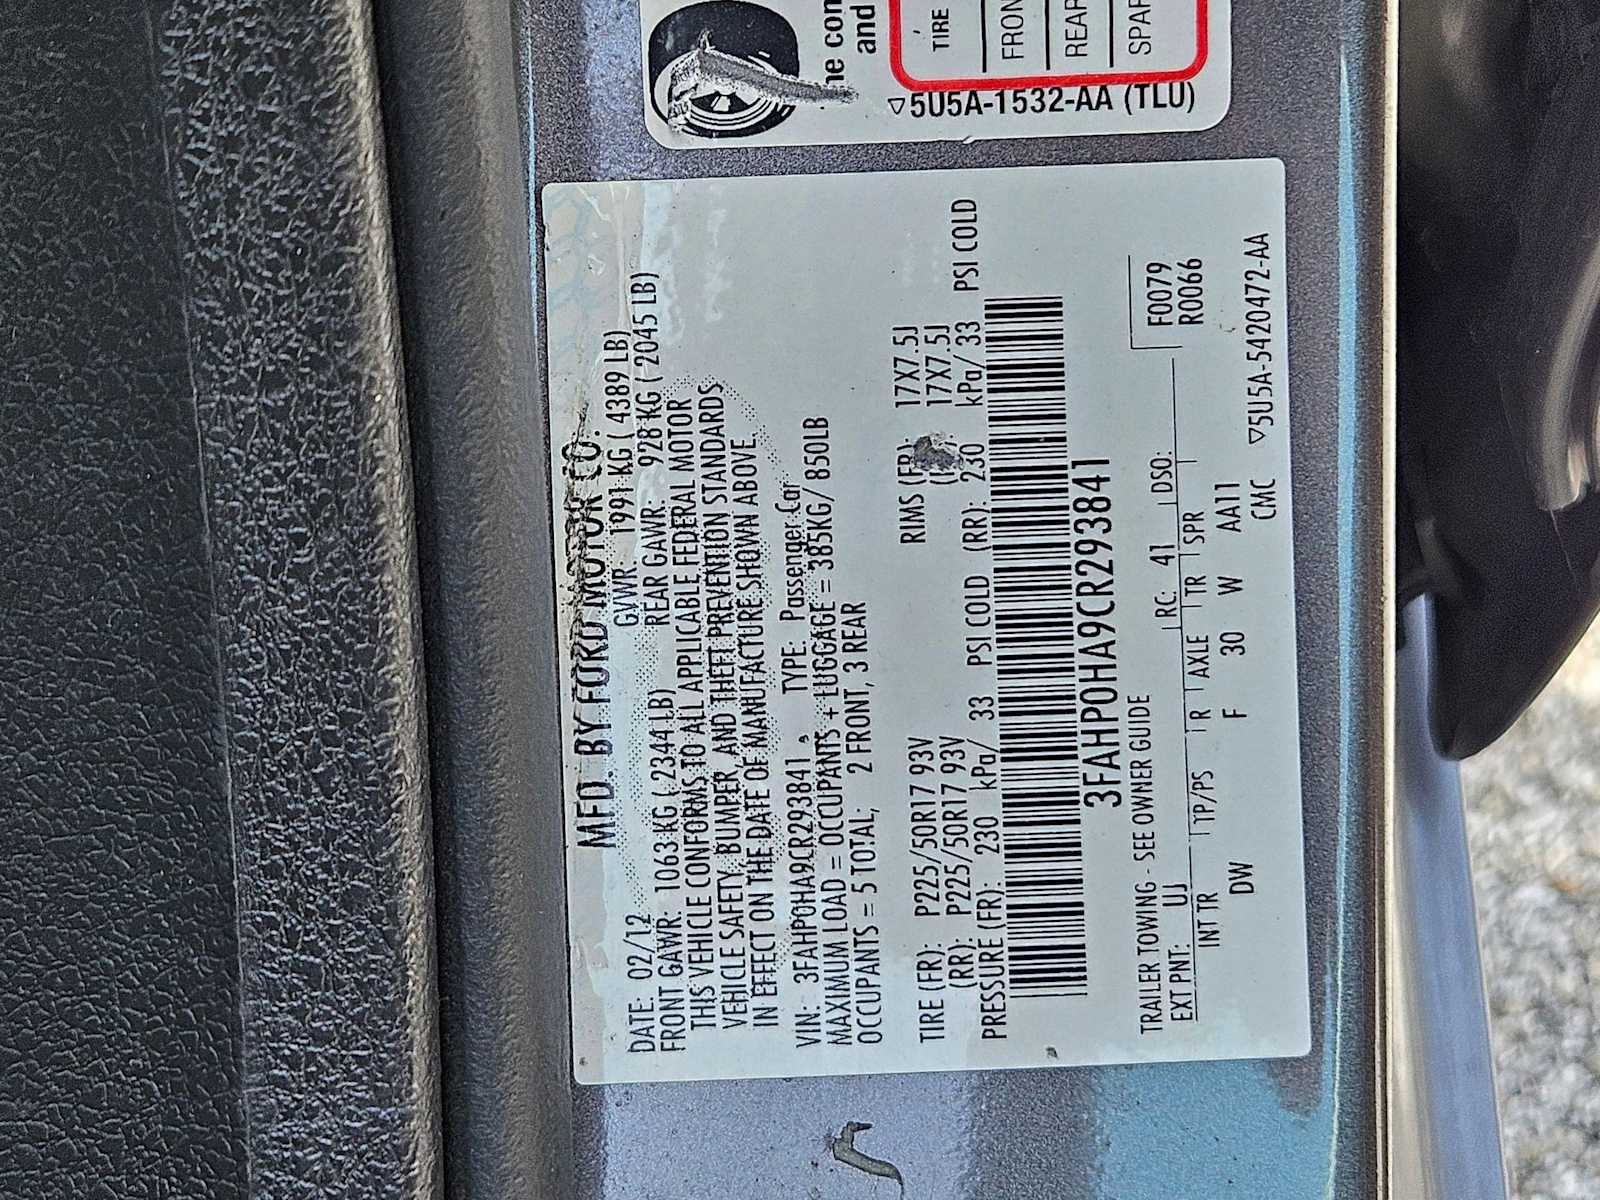 he con
and
TIRE
FRON
REAR
SPAR
▽5U5A-1532-AA (TLU)
MFD. BY FORD MOTOR CO.
DATE: 02/12 GVWR: 1991 KG ( 4389 LB)
FRONT GAWR: 1063 KG ( 2344 LB) REAR GAWR: 928 KG ( 2045 LB)
THIS VEHICLE CONFORMS TO ALL APPLICABLE FEDERAL MOTOR
VEHICLE SAFETY, BUMPER, AND THEFT PREVENTION STANDARDS
IN EFFECT ON THE DATE OF MANUFACTURE SHOWN ABOVE.
VIN: 3FAHP0HA9CR293841 , TYPE: Passenger Car
MAXIMUM LOAD = OCCUPANTS + LUGGAGE = 385KG/ 850LB
OCCUPANTS = 5 TOTAL; 2 FRONT, 3 REAR
TIRE (FR): P225/50R17 93V RIMS (FR): 17X7.5J
(RR): P225/50R17 93V 17X7.5J
PRESSURE (FR): 230 kPa/ 33 PSI COLD (RR): 230 kPa/ 33 PSI COLD
3FAHP0HA9CR293841
TRAILER TOWING - SEE OWNER GUIDE F0079
EXT PNT: UJ RC: 41 DSO: R0066
INT TR TP/PS R AXLE TR SPR
DW F 30 W AA11
CMC ▽5U5A-5420472-AA